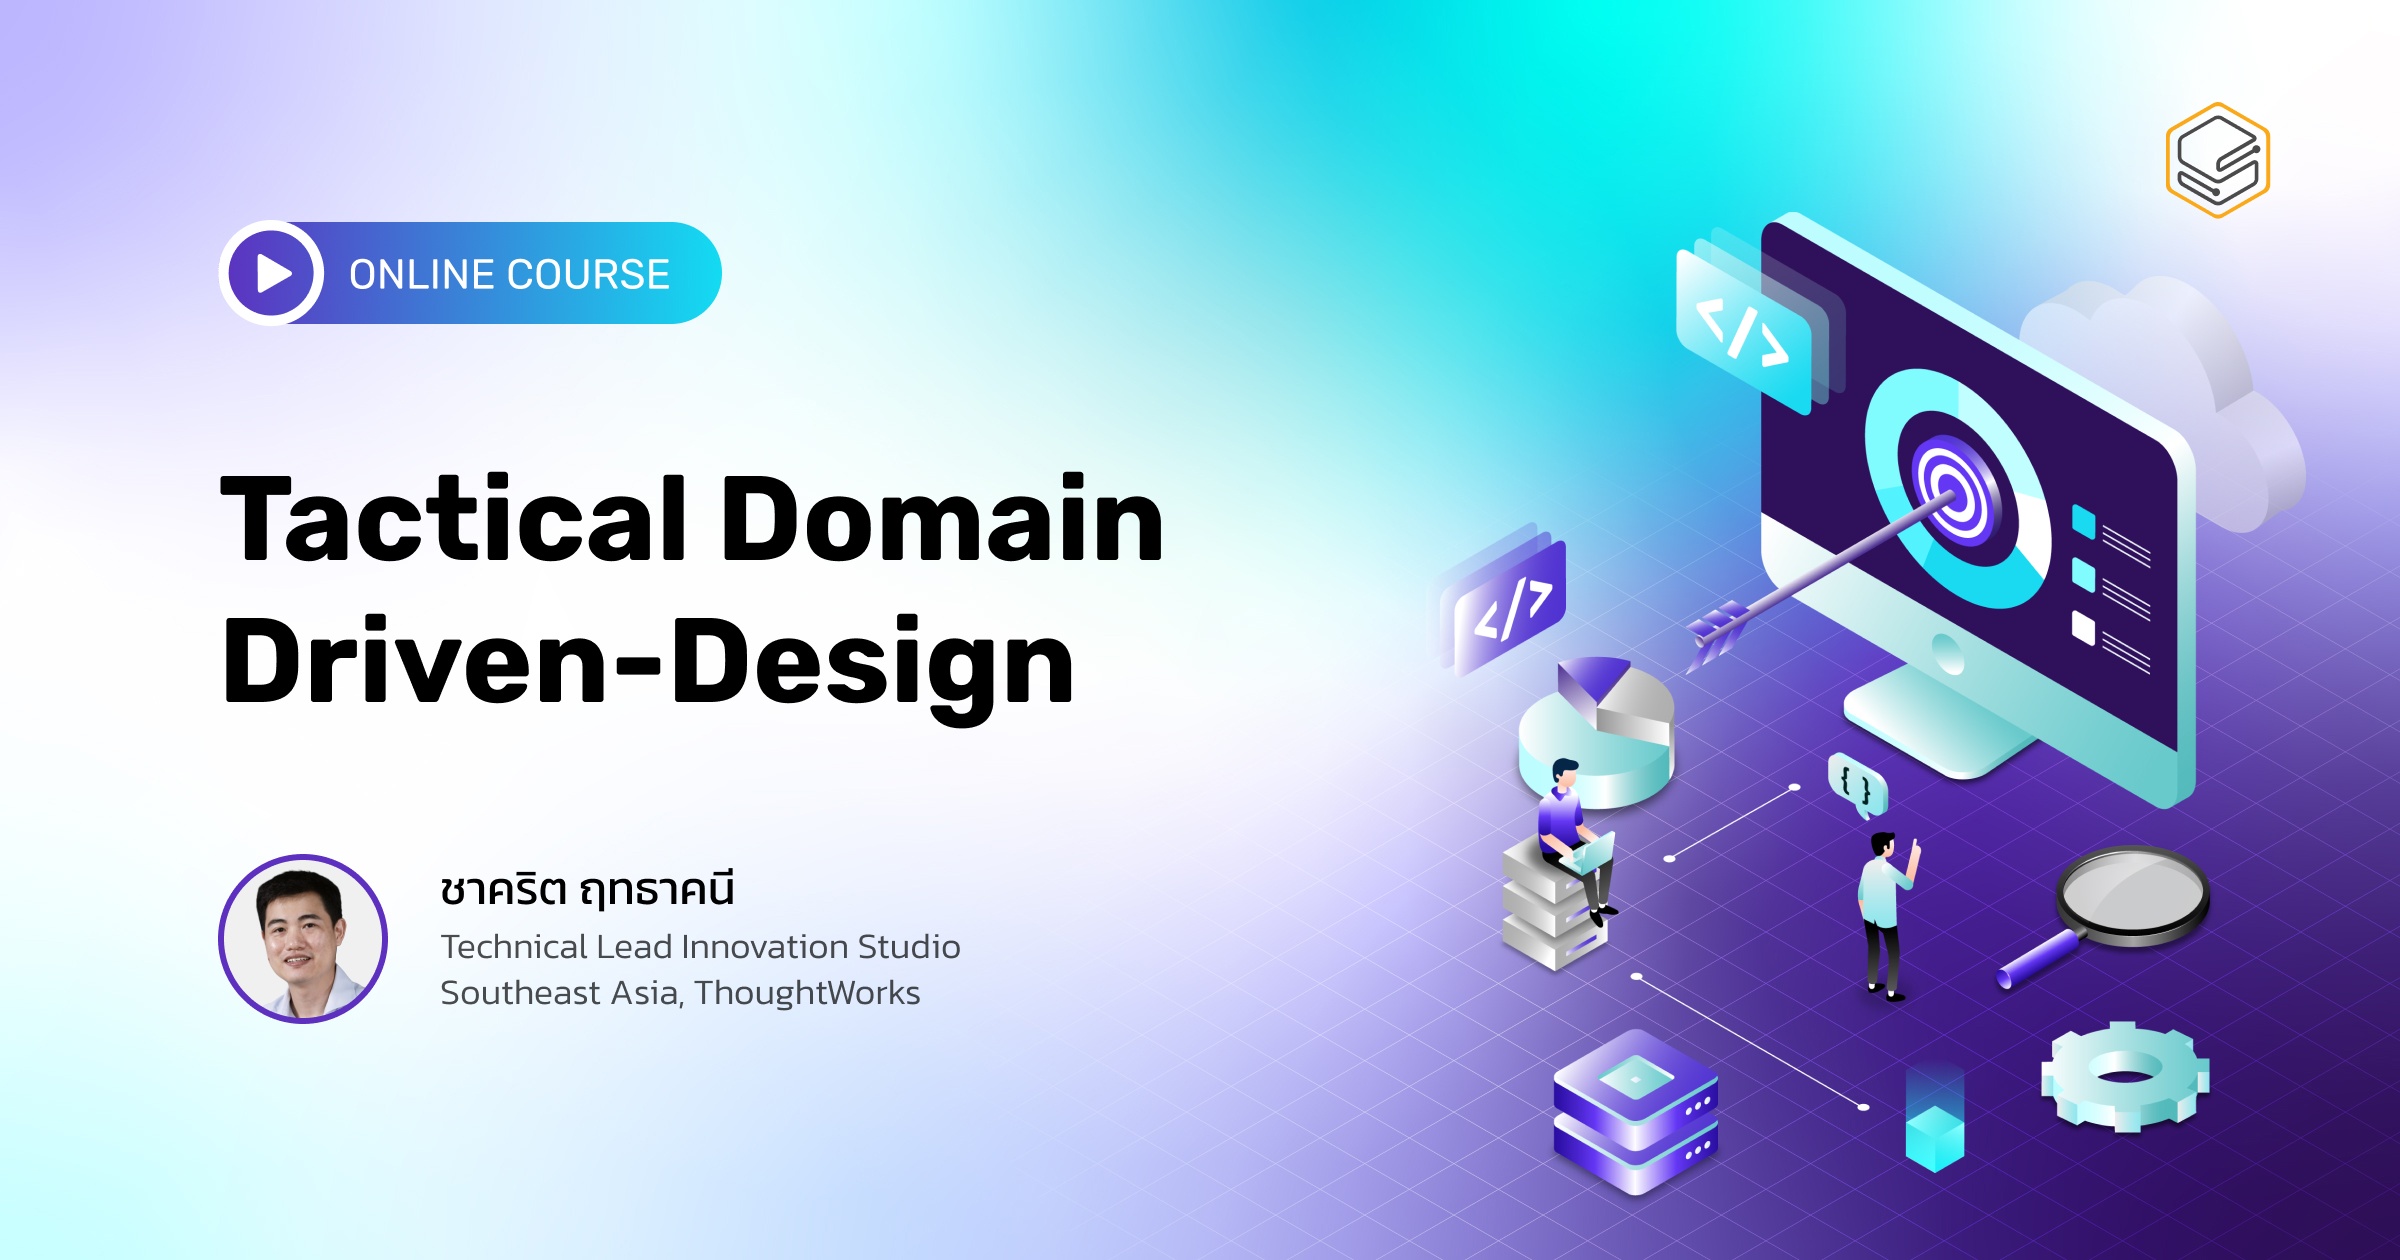 ONLINE COURSE
Tactical Domain
Driven-Design
ชาคริต ฤทธาคนี
Technical Lead Innovation Studio
Southeast Asia, ThoughtWorks
</>
</>
{ }